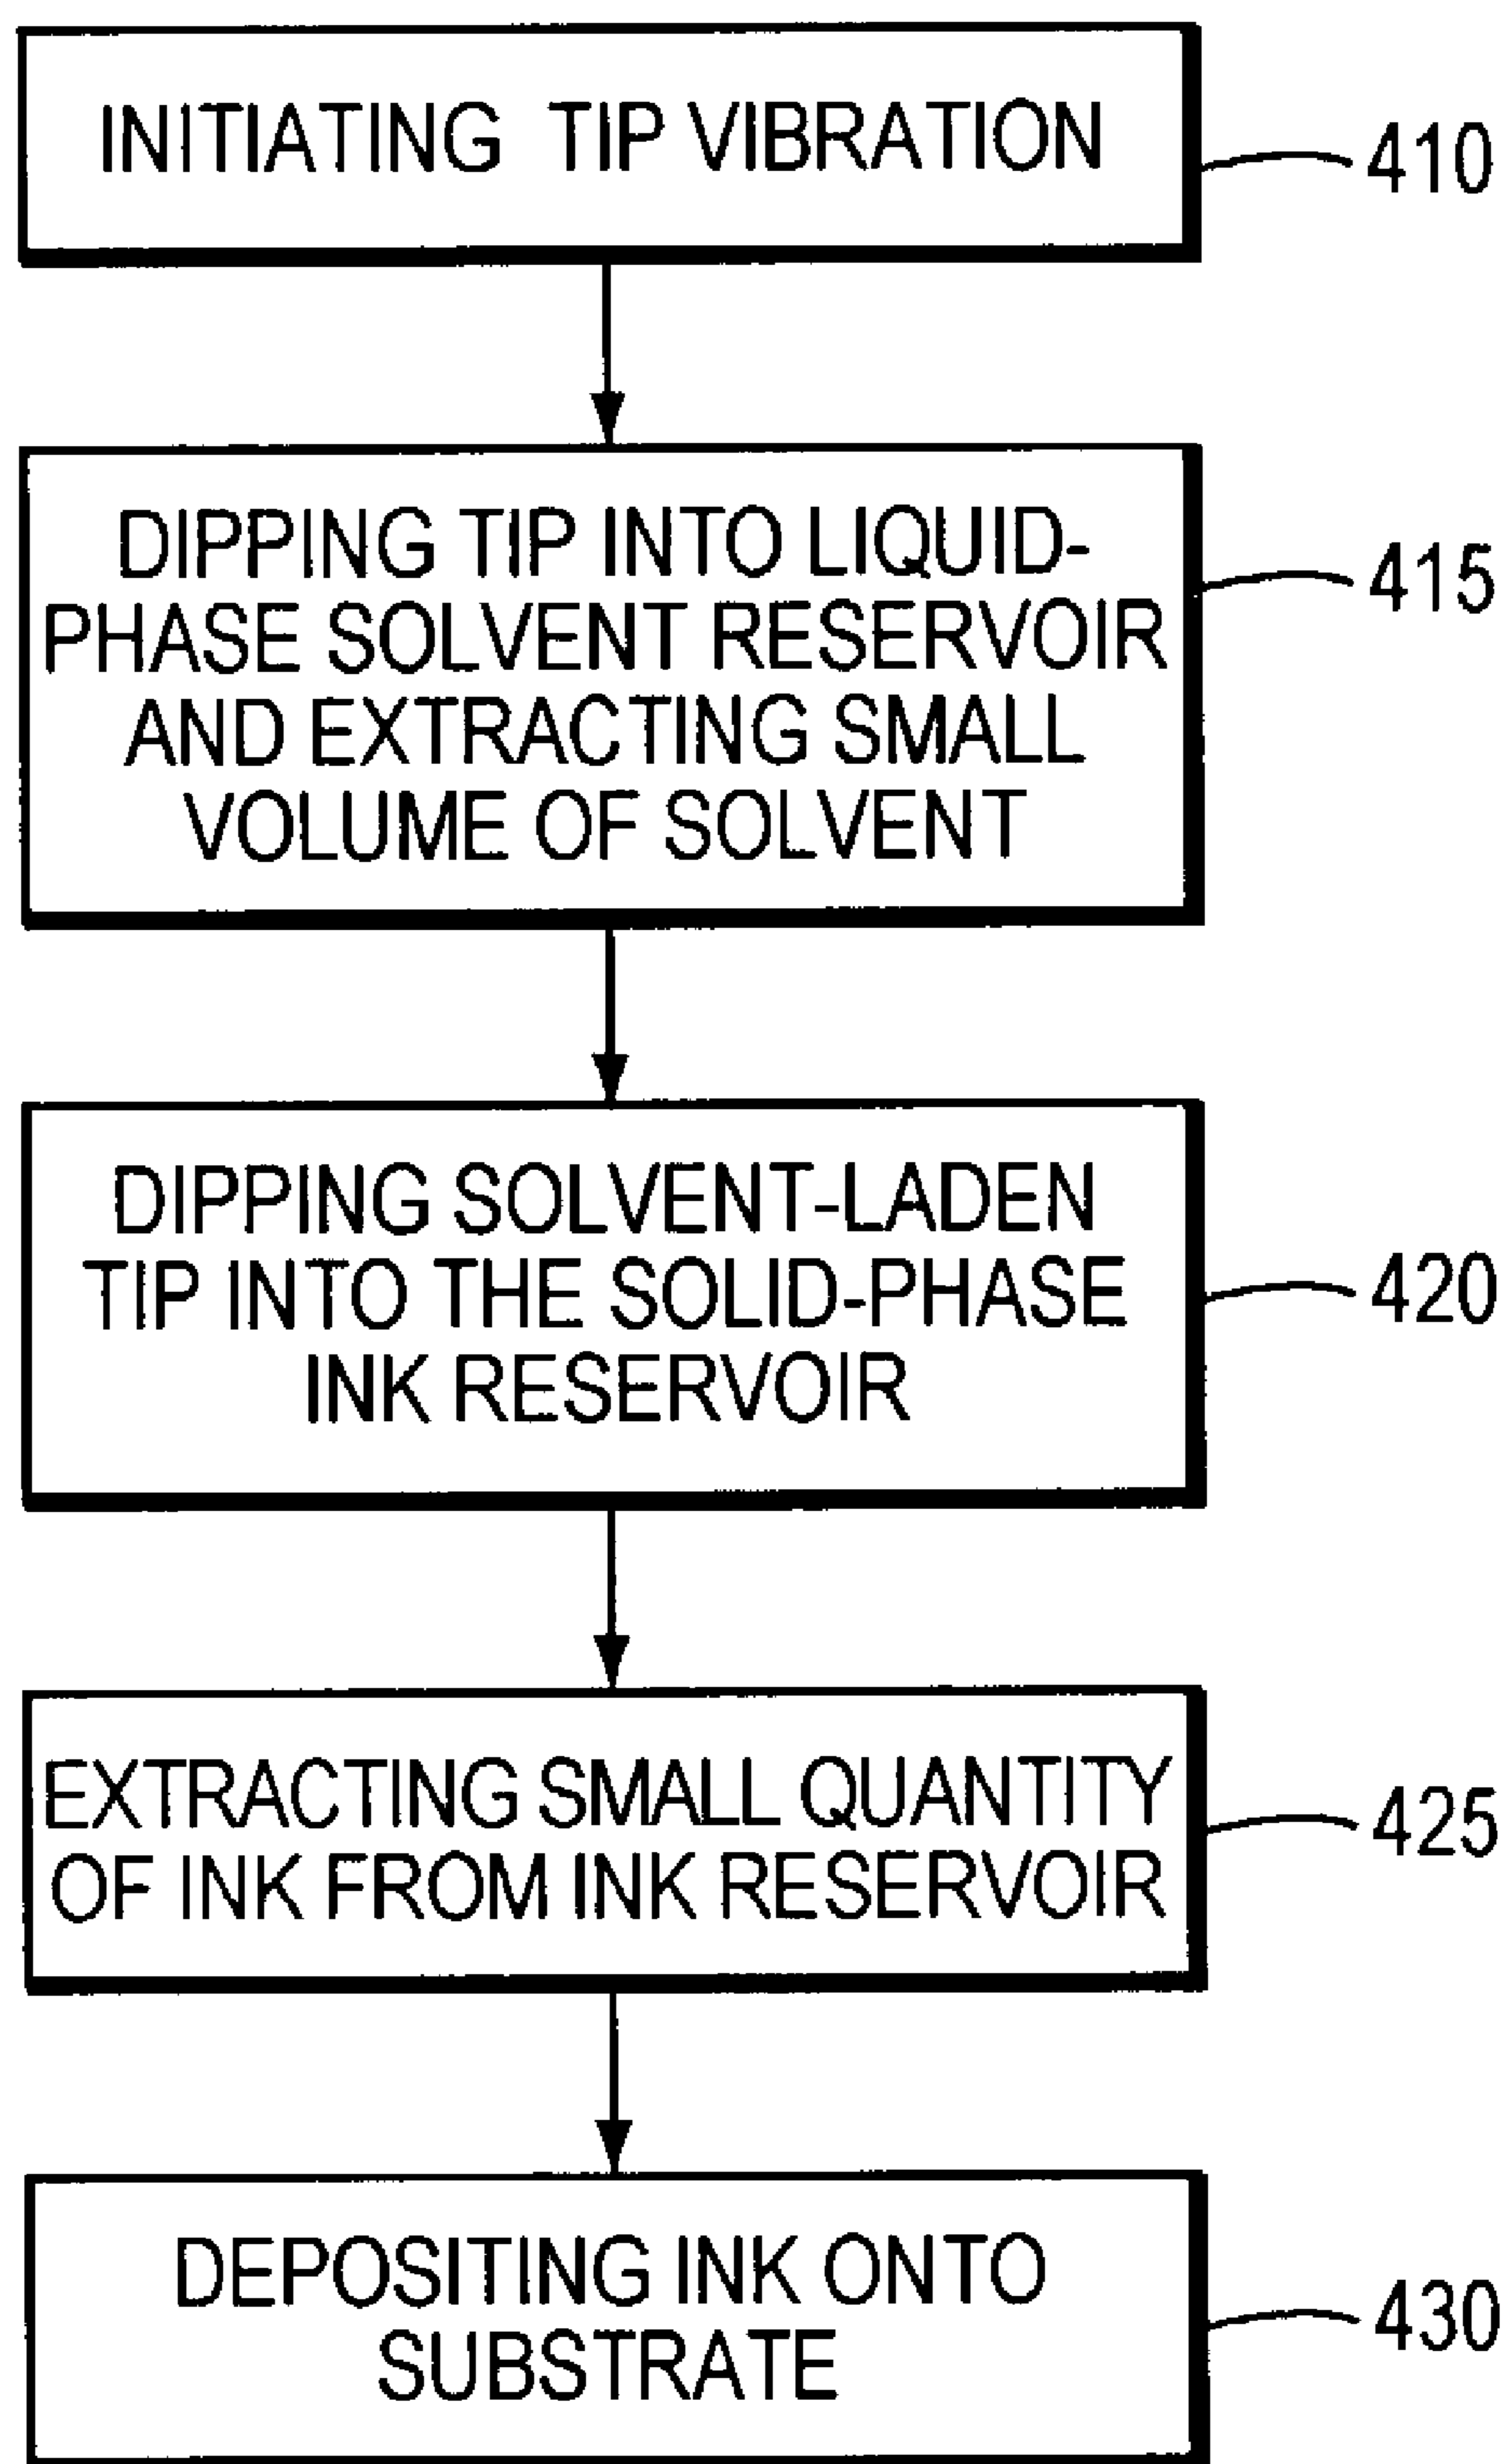 INITIATING TIP VIBRATION
410
DIPPING TIP INTO LIQUID-
PHASE SOLVENT RESERVOIR
AND EXTRACTING SMALL
VOLUME OF SOLVENT
415
DIPPING SOLVENT-LADEN
TIP INTO THE SOLID-PHASE
INK RESERVOIR
420
EXTRACTING SMALL QUANTITY
OF INK FROM INK RESERVOIR
425
DEPOSITING INK ONTO
SUBSTRATE
430